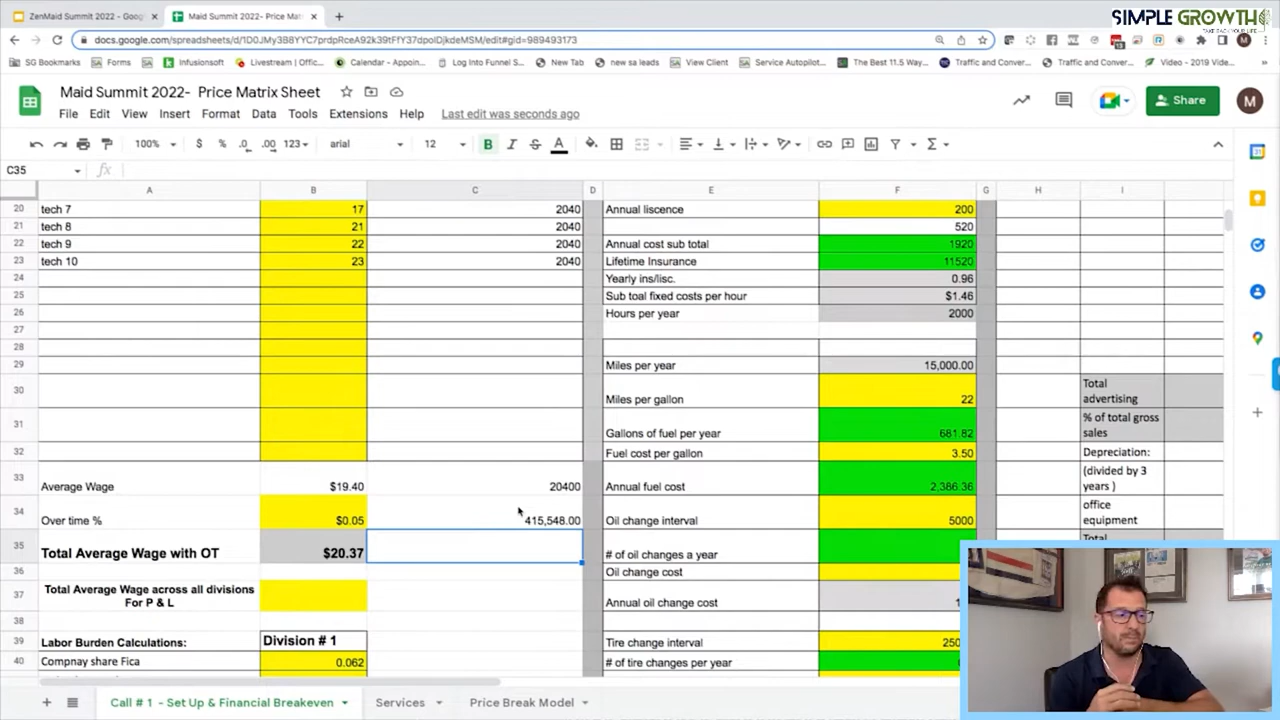 ZenMaid Summit 2022 - Goog
Maid Summit 2022- Price Matr
SIMPLE GROWTH
TAKE BACK YOUR LIFE
docs.google.com/spreadsheets/d/1D0JMy3B8YYC7prdpRceA92k39tFfY37dpolDjkdeMSM/edit#gid=989493173
M
SG Bookmarks Forms Infusionsoft Livestream | Offic... Calendar - Appoin... Log Into Funnel S... New Tab new sa leads View Client Service Autopilot... The Best 11.5 Way... Traffic and Conver... Traffic and Conver... Video - 2019 Vide...
Maid Summit 2022- Price Matrix Sheet
File Edit View Insert Format Data Tools Extensions Help Last edit was seconds ago
Share M
100% $ % .0 .00 123 arial 12 B I S A Σ
C35 fx
A B C D E F G H I
20 tech 7 17 2040 Annual liscence 200
21 tech 8 21 2040 520
22 tech 9 22 2040 Annual cost sub total 1920
23 tech 10 23 2040 Lifetime Insurance 11520
24 Yearly ins/lisc. 0.96
25 Sub toal fixed costs per hour $1.46
26 Hours per year 2000
27
28
29 Miles per year 15,000.00
30 Miles per gallon 22 Total advertising
31 Gallons of fuel per year 681.82 % of total gross sales
32 Fuel cost per gallon 3.50 Depreciation:
33 Average Wage $19.40 20400 Annual fuel cost 2,386.36 (divided by 3 years )
34 Over time % $0.05 415,548.00 Oil change interval 5000 office equipment
35 Total Average Wage with OT $20.37 # of oil changes a year Total
36 Oil change cost
37 Total Average Wage across all divisions For P & L Annual oil change cost
38
39 Labor Burden Calculations: Division # 1 Tire change interval 250
40 Compnay share Fica 0.062 # of tire changes per year
Call # 1 - Set Up & Financial Breakeven Services Price Break Model